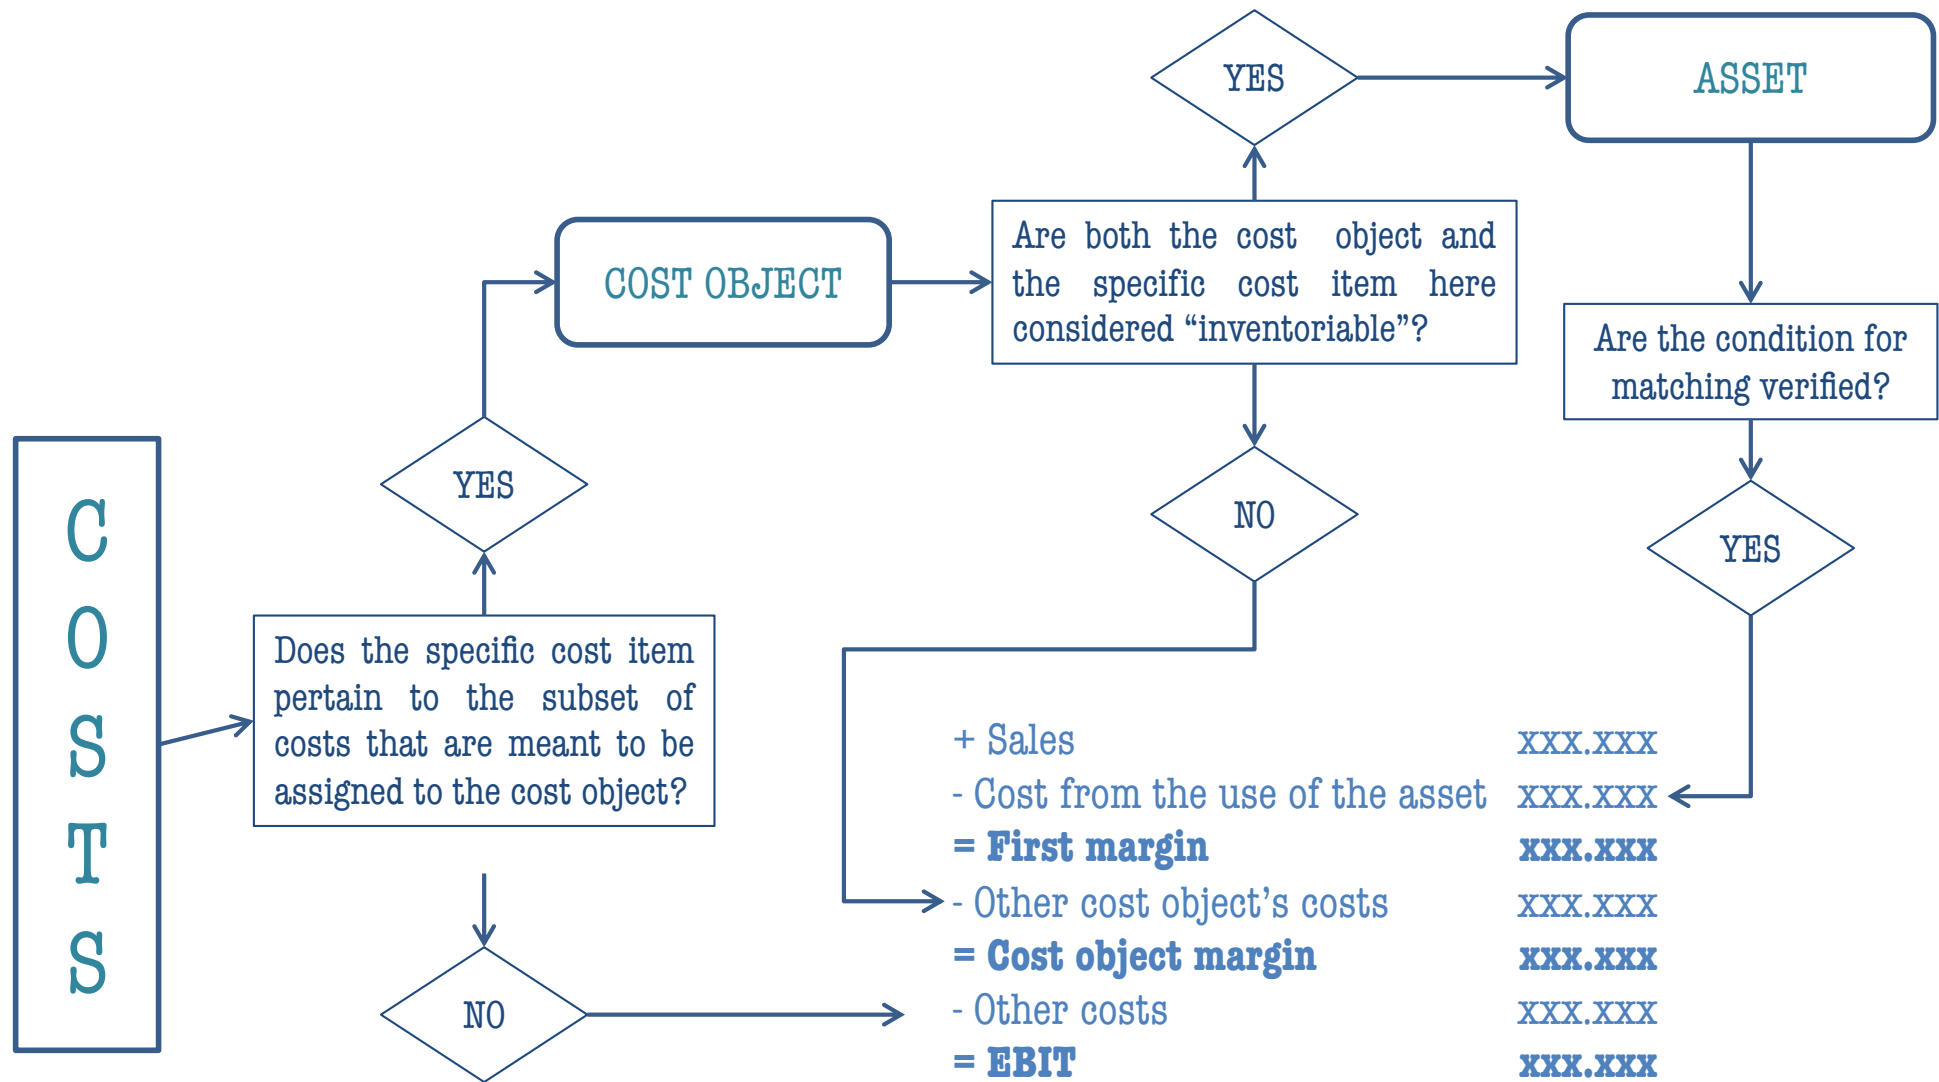 COSTS
Does the specific cost item
pertain to the subset of
costs that are meant to be
assigned to the cost object?
YES
NO
COST OBJECT
Are both the cost object and
the specific cost item here
considered “inventoriable”?
YES
NO
ASSET
Are the condition for
matching verified?
YES
+ Sales xxx.xxx
- Cost from the use of the asset xxx.xxx
= First margin xxx.xxx
- Other cost object’s costs xxx.xxx
= Cost object margin xxx.xxx
- Other costs xxx.xxx
= EBIT xxx.xxx